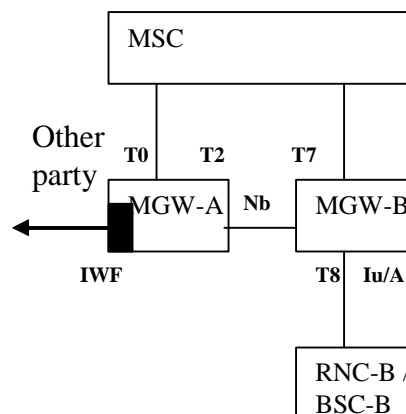 MSC
Other
party
T0
T2
T7
MGW-A
Nb
MGW-B
IWF
T8
Iu/A
RNC-B /
BSC-B